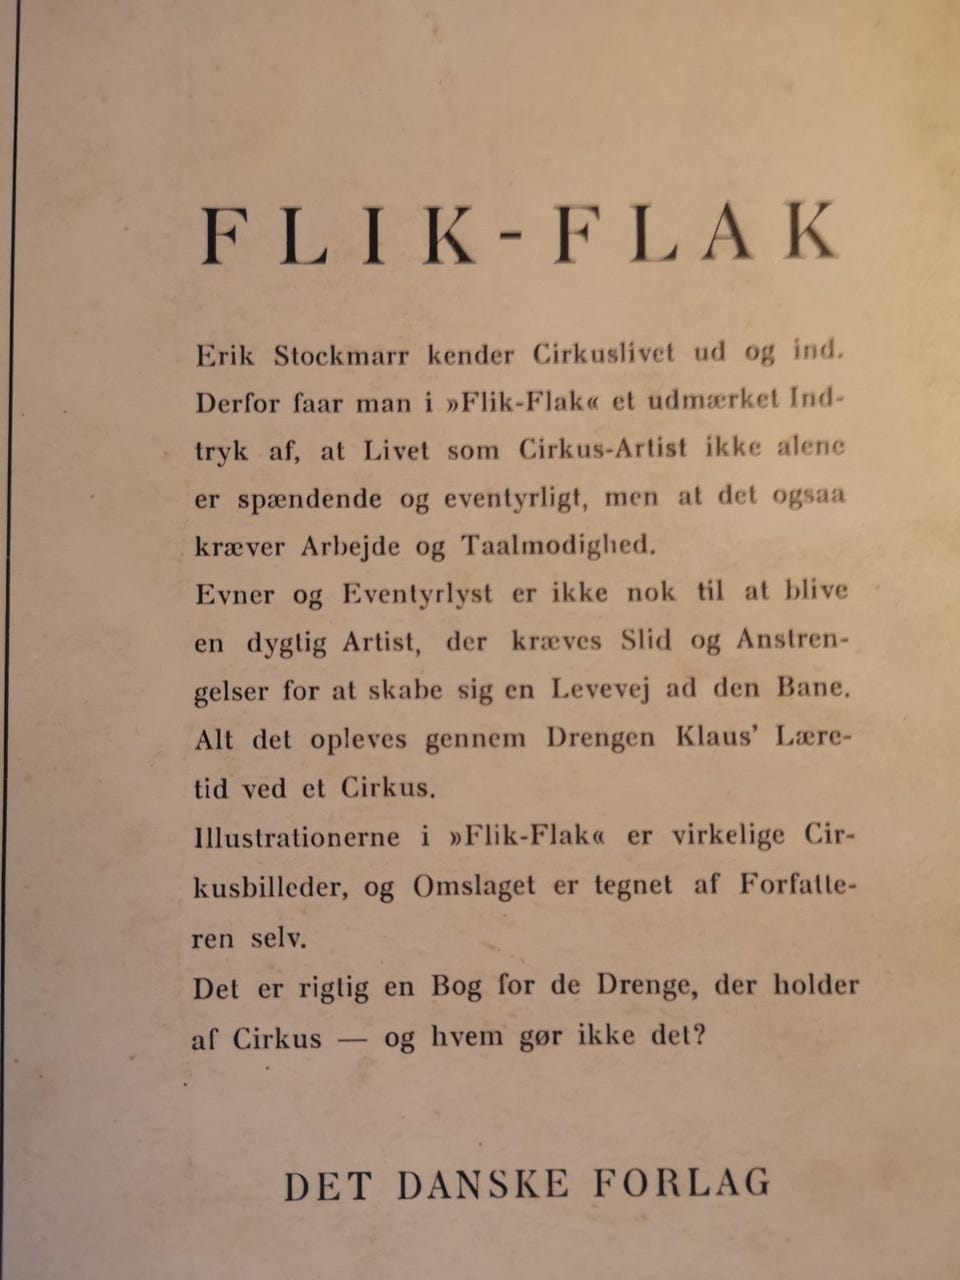 FLIK-FLAK
Erik Stockmarr kender Cirkuslivet ud og ind.
Derfor faar man i »Flik-Flak« et udmærket Ind-
tryk af, at Livet som Cirkus-Artist ikke alene
er spændende og eventyrligt, men at det ogsaa
kræver Arbejde og Taalmodighed.
Evner og Eventyrlyst er ikke nok til at blive
en dygtig Artist, der kræves Slid og Anstren-
gelser for at skabe sig en Levevej ad den Bane.
Alt det opleves gennem Drengen Klaus' Lære-
tid ved et Cirkus.
Illustrationerne i »Flik-Flak« er virkelige Cir-
kusbilleder, og Omslaget er tegnet af Forfatte-
ren selv.
Det er rigtig en Bog for de Drenge, der holder
af Cirkus — og hvem gør ikke det?
DET DANSKE FORLAG